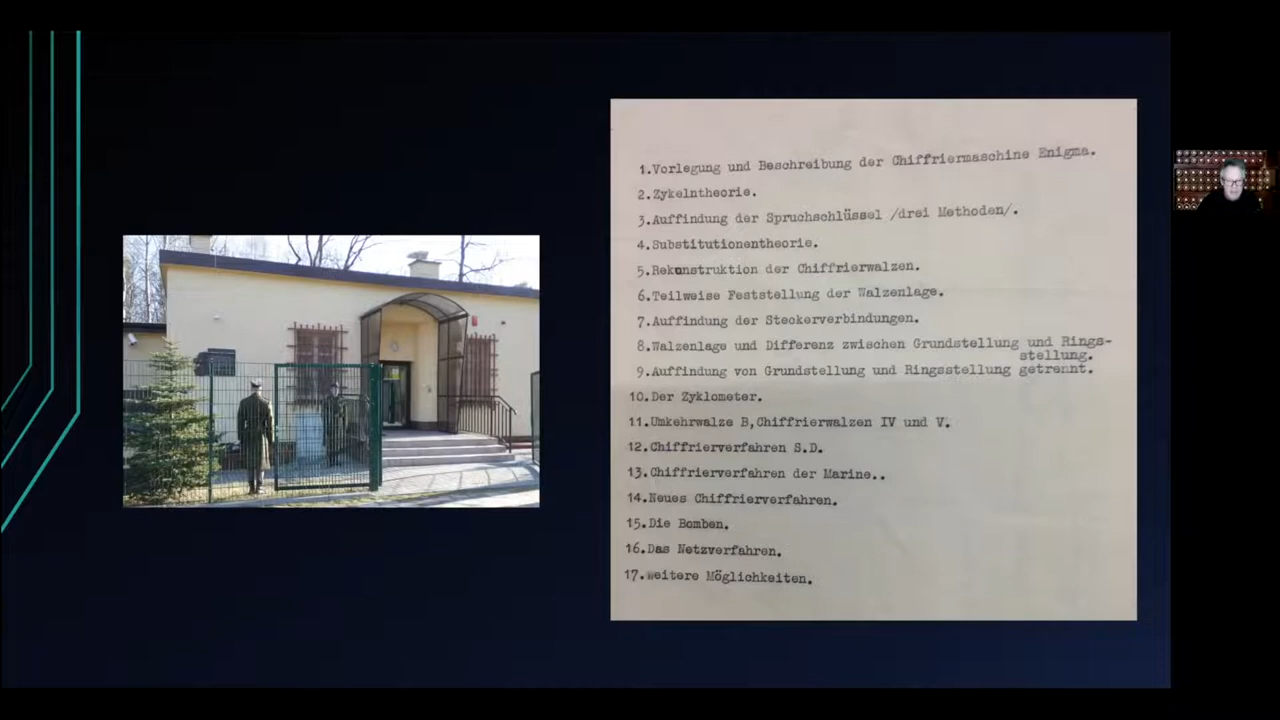 1.Vorlegung und Beschreibung der Chiffriermaschine Enigma.
2.Zykelntheorie.
3.Auffindung der Spruchschlüssel /drei Methoden/.
4.Substitutionentheorie.
5.Rekonstruktion der Chiffrierwalzen.
6.Teilweise Feststellung der Walzenlage.
7.Auffindung der Steckerverbindungen.
8.Walzenlage und Differenz zwischen Grundstellung und Rings-
stellung.
9.Auffindung von Grundstellung und Ringsstellung getrennt.
10.Der Zyklometer.
11.Umkehrwalze B,Chiffrierwalzen IV und V.
12.Chiffrierverfahren S.D.
13.Chiffrierverfahren der Marine..
14.Neues Chiffrierverfahren.
15.Die Bomben.
16.Das Netzverfahren.
17.weitere Möglichkeiten.